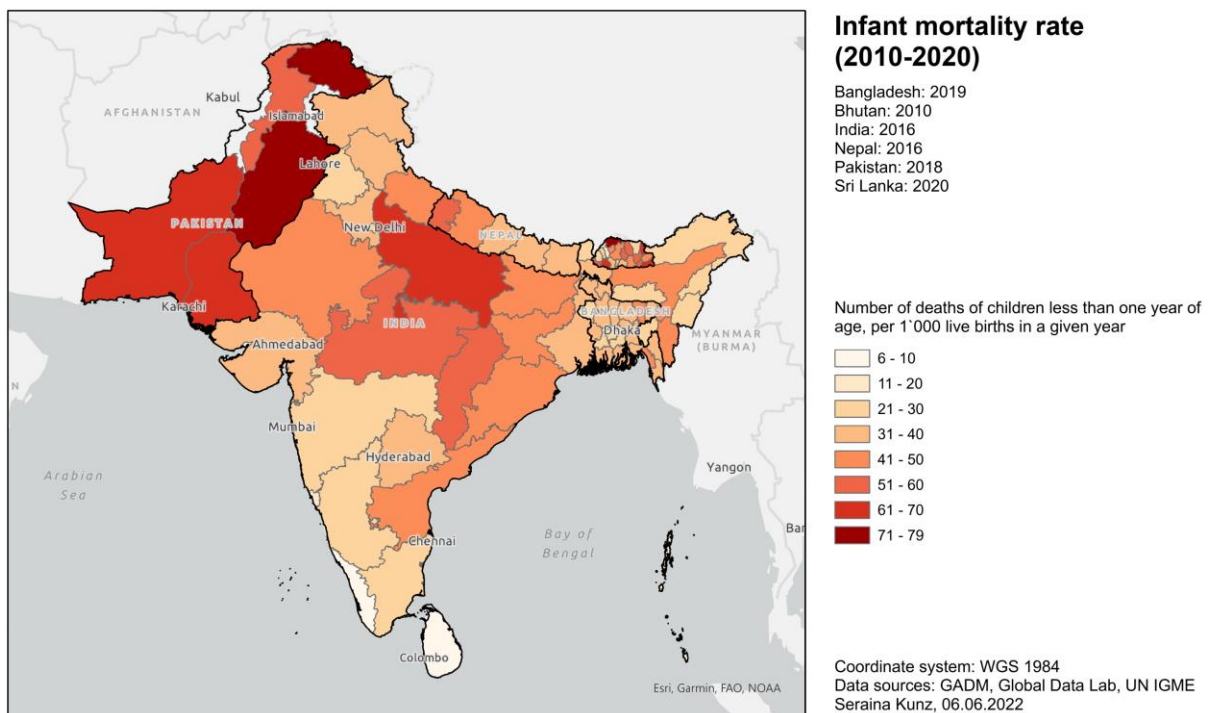 Infant mortality rate
(2010-2020)
Bangladesh: 2019
Bhutan: 2010
India: 2016
Nepal: 2016
Pakistan: 2018
Sri Lanka: 2020
Number of deaths of children less than one year of
age, per 1`000 live births in a given year
6 - 10
11 - 20
21 - 30
31 - 40
41 - 50
51 - 60
61 - 70
71 - 79
Coordinate system: WGS 1984
Data sources: GADM, Global Data Lab, UN IGME
Seraina Kunz, 06.06.2022
Kabul
AFGHANISTAN
Islamabad
Lahore
PAKISTAN
New Delhi
NEPAL
Karachi
INDIA
BANGLADESH
Dhaka
MYANMAR
(BURMA)
Ahmedabad
Mumbai
Hyderabad
Yangon
Arabian
Sea
Bay of
Bengal
Chennai
Colombo
Esri, Garmin, FAO, NOAA